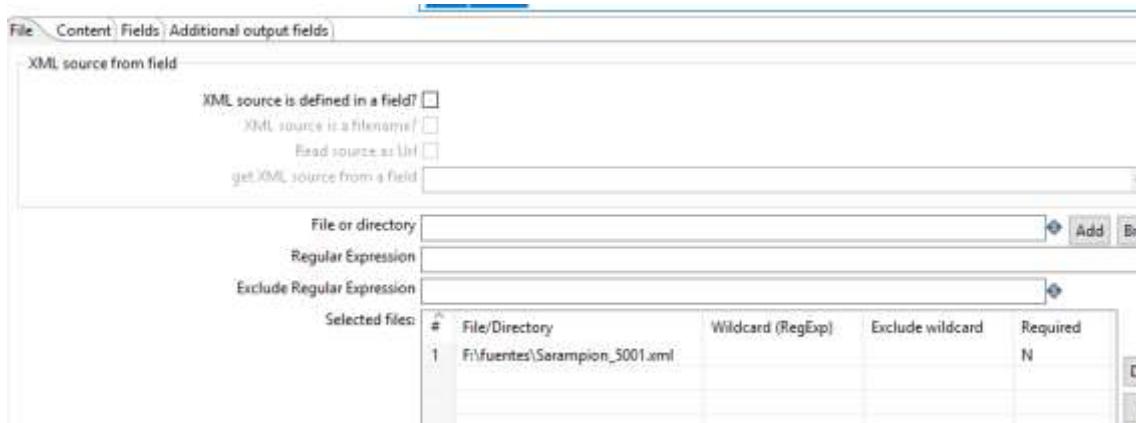 File Content Fields Additional output fields
XML source from field
XML source is defined in a field?
XML source is a filename?
Read source as Url
get XML source from a field
File or directory Add
Regular Expression
Exclude Regular Expression
Selected files: # File/Directory Wildcard (RegExp) Exclude wildcard Required
1 F:\fuentes\Sarampion_5001.xml N